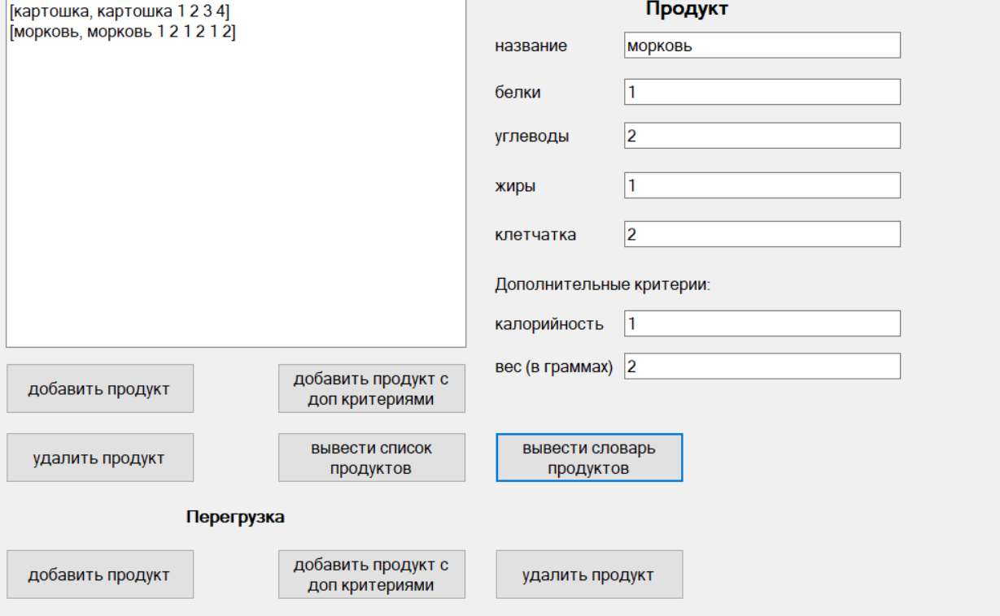 [картошка, картошка 1 2 3 4]
[морковь, морковь 1 2 1 2 1 2]
Продукт
название морковь
белки 1
углеводы 2
жиры 1
клетчатка 2
Дополнительные критерии:
калорийность 1
вес (в граммах) 2
добавить продукт
добавить продукт с
доп критериями
удалить продукт
вывести список
продуктов
вывести словарь
продуктов
Перегрузка
добавить продукт
добавить продукт с
доп критериями
удалить продукт